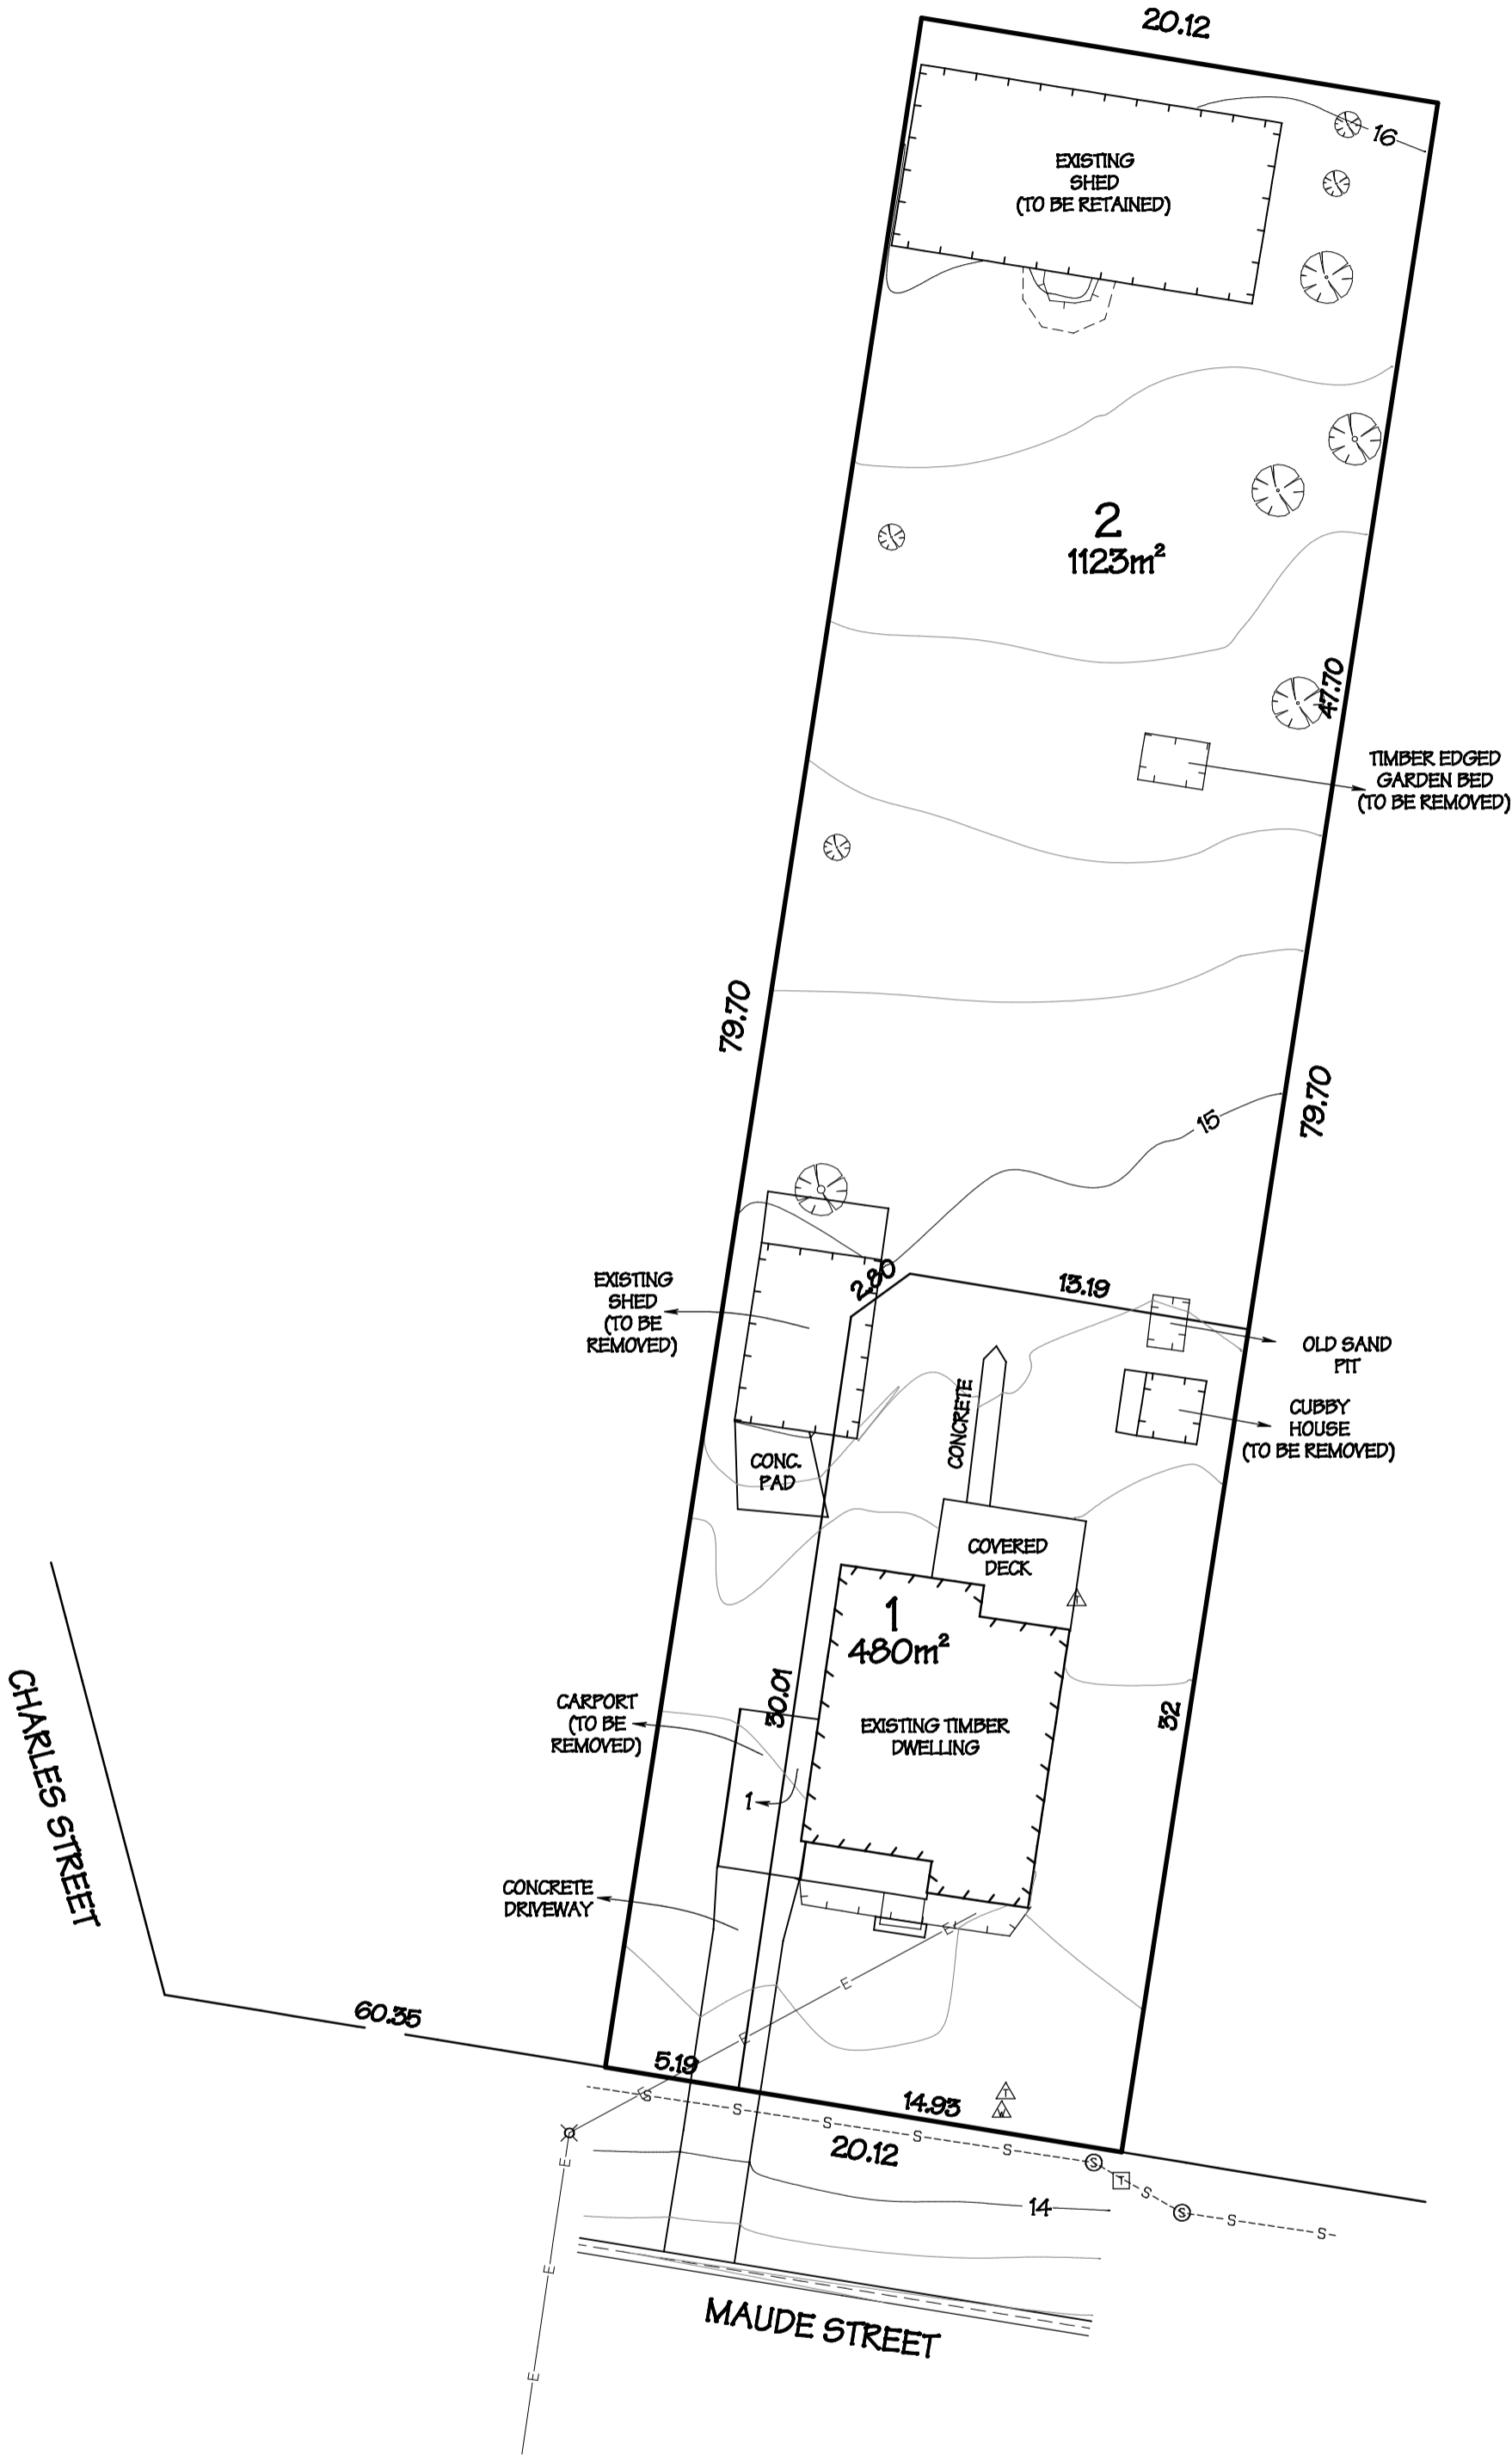 20.12
16
EXISTING
SHED
(TO BE RETAINED)
2
1123m²
47.70
TIMBER EDGED
GARDEN BED
(TO BE REMOVED)
79.70
79.70
15
2.80
13.19
EXISTING
SHED
(TO BE
REMOVED)
OLD SAND
PIT
CONCRETE
CUBBY
HOUSE
(TO BE REMOVED)
CONC.
PAD
COVERED
DECK
T
1
480m²
30.01
32
CARPORT
(TO BE
REMOVED)
EXISTING TIMBER
DWELLING
1
CHARLES STREET
CONCRETE
DRIVEWAY
E
E
E
E
60.35
5.19
14.93
T
W
20.12
S
S
S
S
S
S
T
S
S
S
S
E
14
E
MAUDE STREET
E